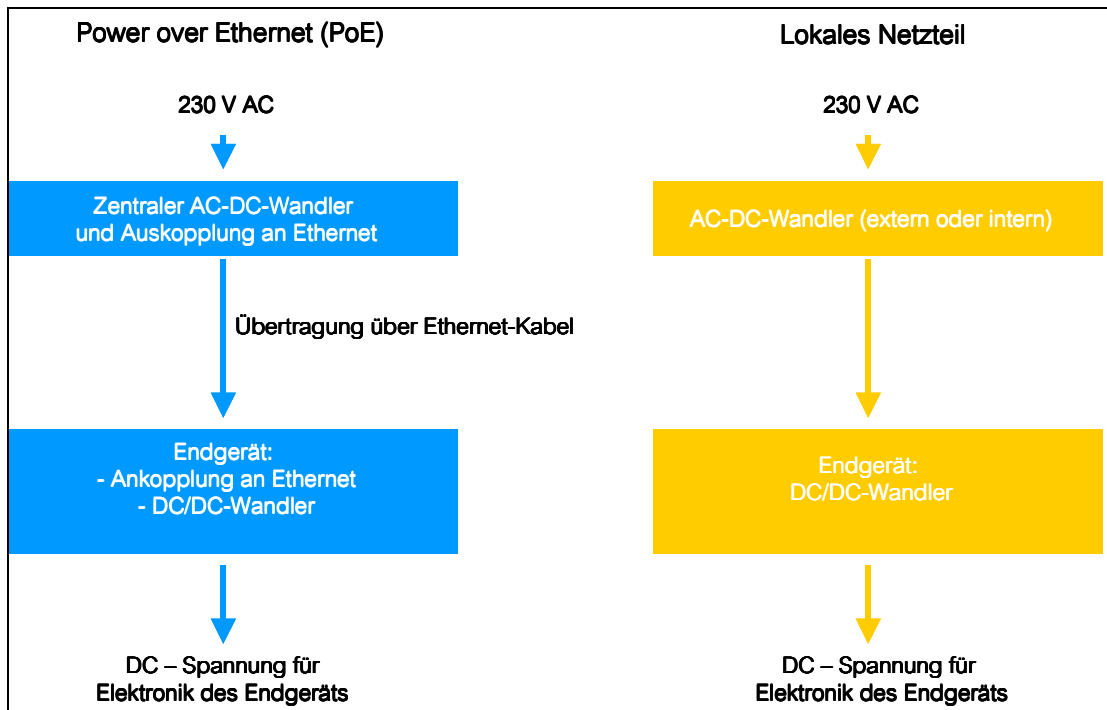 Power over Ethernet (PoE)
230 V AC
Zentraler AC-DC-Wandler
und Auskopplung an Ethernet
Übertragung über Ethernet-Kabel
Endgerät:
- Ankopplung an Ethernet
- DC/DC-Wandler
DC – Spannung für
Elektronik des Endgeräts
Lokales Netzteil
230 V AC
AC-DC-Wandler (extern oder intern)
Endgerät:
DC/DC-Wandler
DC – Spannung für
Elektronik des Endgeräts